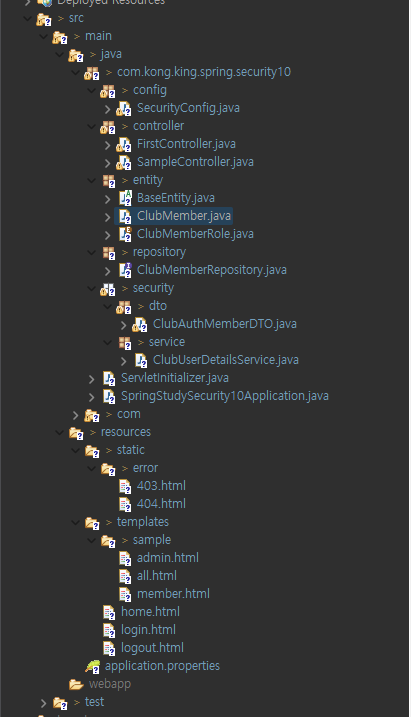 Deployed Resources
> src
> main
> java
> com.kong.king.spring.security10
> config
SecurityConfig.java
> controller
FirstController.java
SampleController.java
> entity
BaseEntity.java
ClubMember.java
ClubMemberRole.java
> repository
ClubMemberRepository.java
> security
> dto
ClubAuthMemberDTO.java
> service
ClubUserDetailsService.java
ServletInitializer.java
SpringStudySecurity10Application.java
> com
> resources
> static
> error
403.html
404.html
> templates
> sample
admin.html
all.html
member.html
home.html
login.html
logout.html
application.properties
webapp
> test